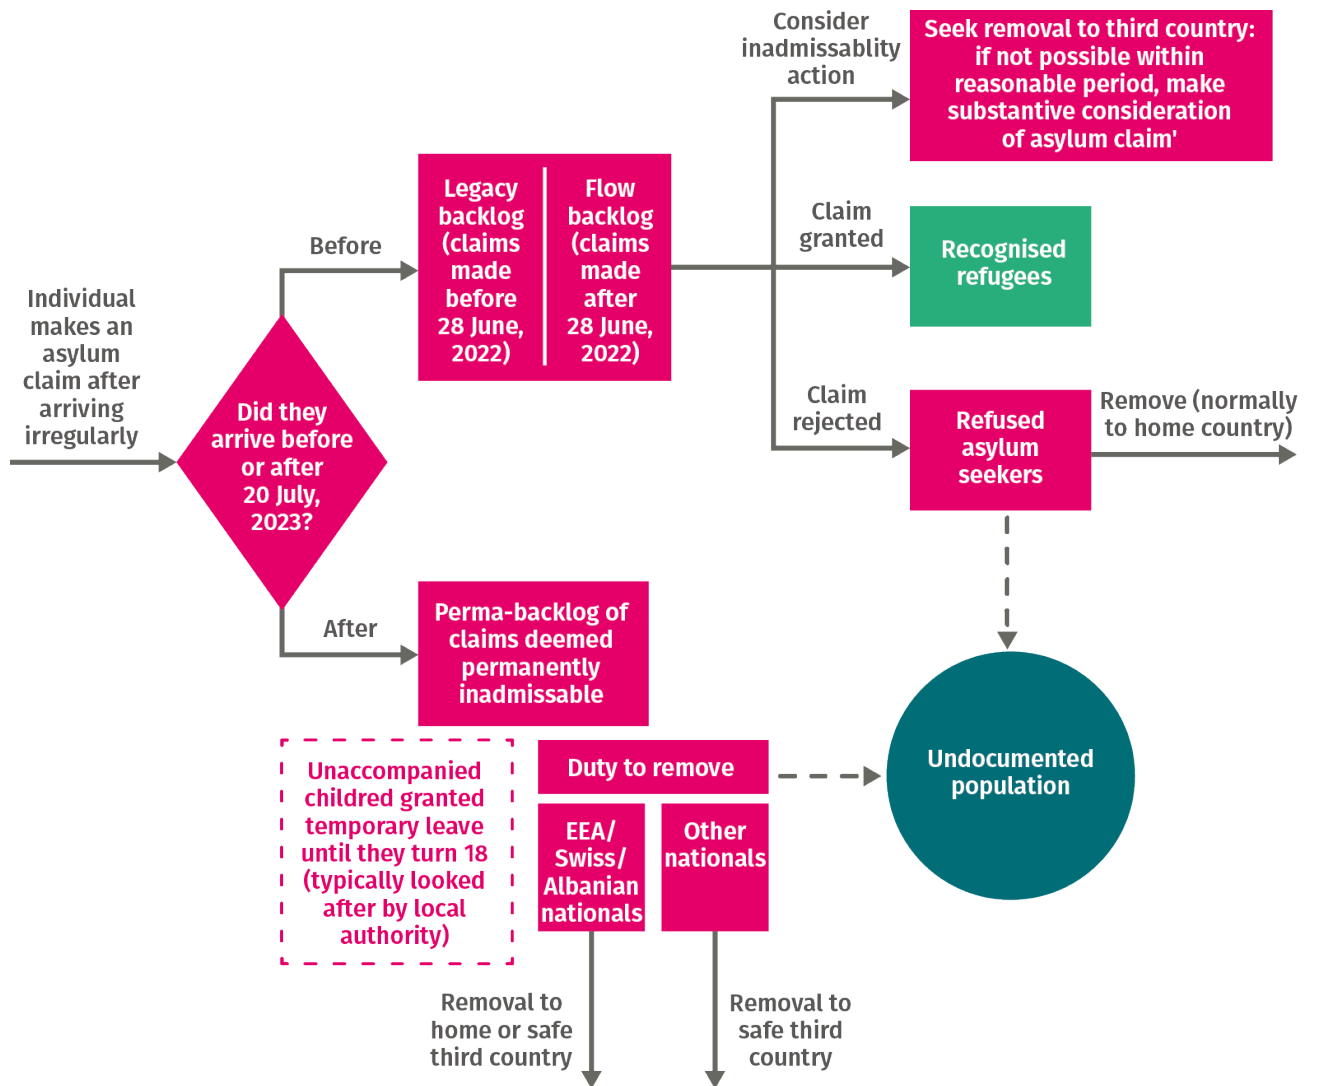 Individual
makes an
asylum
claim after
arriving
irregularly
Did they
arrive before
or after
20 July,
2023?
Before
Legacy
backlog
(claims
made
before
28 June,
2022)
Flow
backlog
(claims
made
after
28 June,
2022)
Consider
inadmissablity
action
Seek removal to third country:
if not possible within
reasonable period, make
substantive consideration
of asylum claim'
Claim
granted
Recognised
refugees
Claim
rejected
Refused
asylum
seekers
Remove (normally
to home country)
After
Perma-backlog of
claims deemed
permanently
inadmissable
Unaccompanied
childred granted
temporary leave
until they turn 18
(typically looked
after by local
authority)
Duty to remove
EEA/
Swiss/
Albanian
nationals
Other
nationals
Undocumented
population
Removal to
home or safe
third country
Removal to
safe third
country